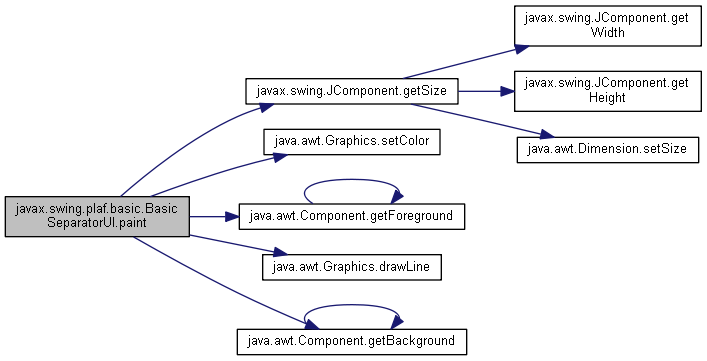 javax.swing.JComponent.get
Width
javax.swing.JComponent.getSize
javax.swing.JComponent.get
Height
java.awt.Graphics.setColor
java.awt.Dimension.setSize
javax.swing.plaf.basic.Basic
SeparatorUI.paint
java.awt.Component.getForeground
java.awt.Graphics.drawLine
java.awt.Component.getBackground